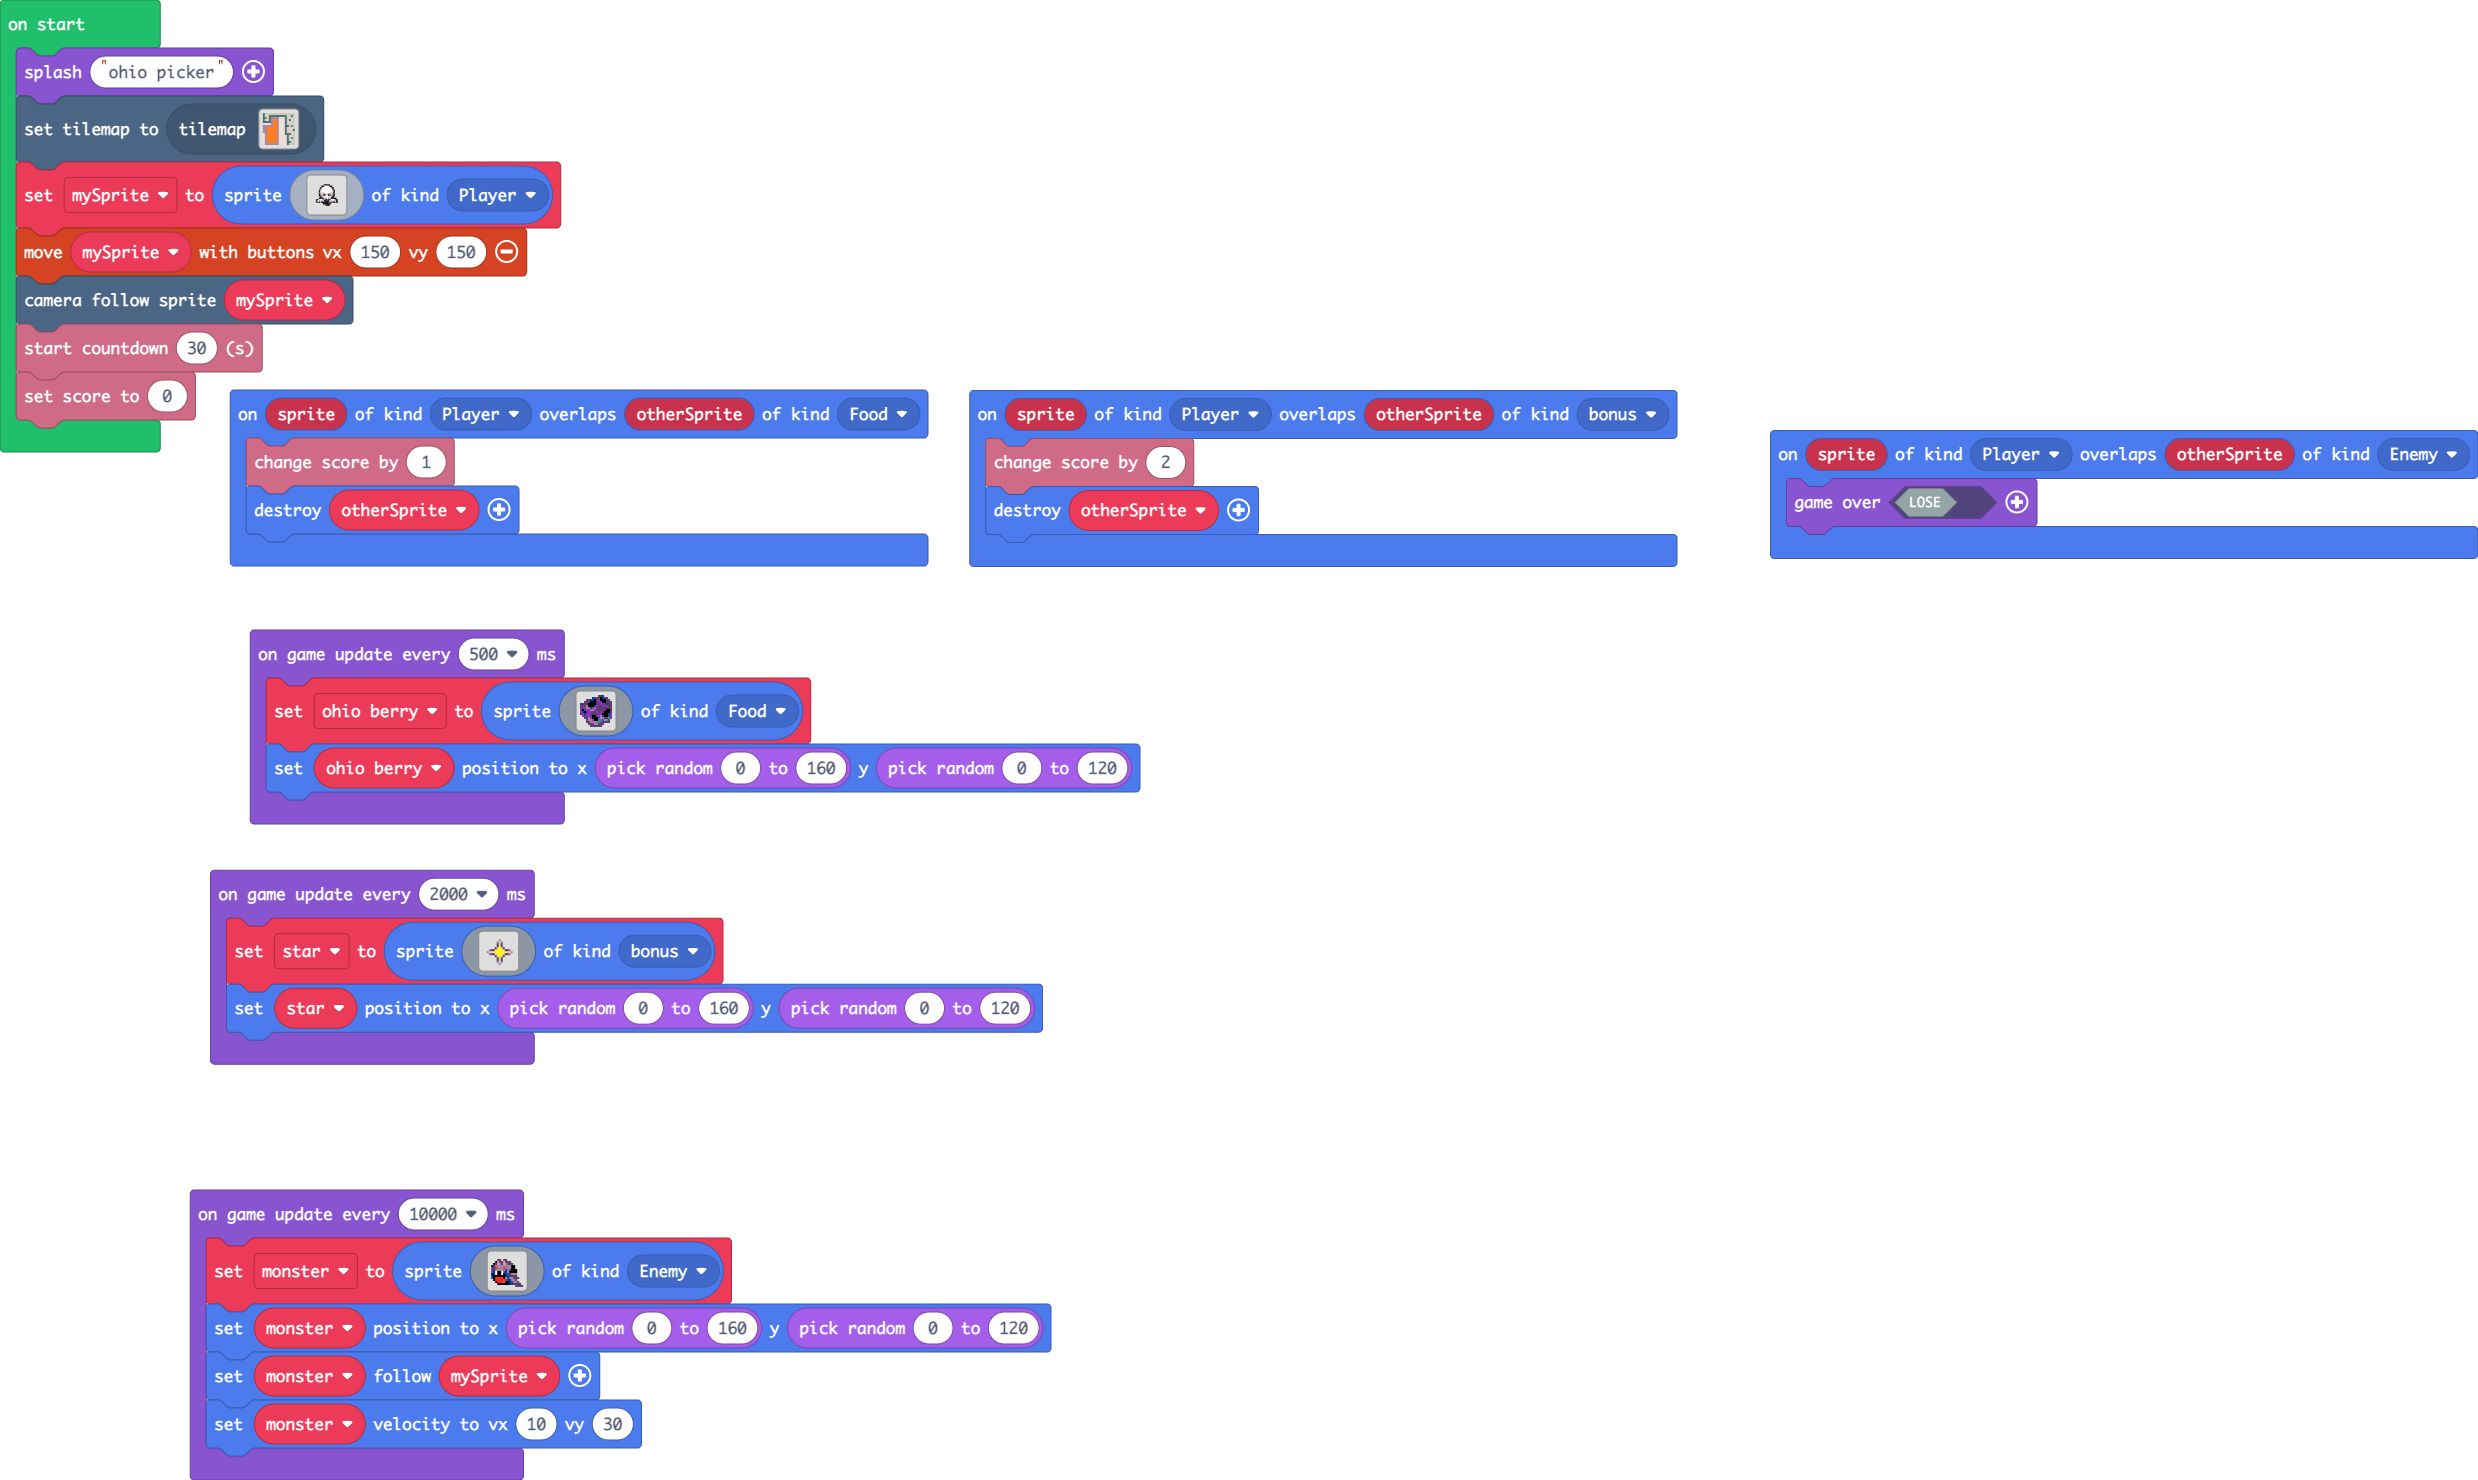 on start
splash "ohio picker"
set tilemap to tilemap
set mySprite to sprite of kind Player
move mySprite with buttons vx 150 vy 150
camera follow sprite mySprite
start countdown 30 (s)
set score to 0
on sprite of kind Player overlaps otherSprite of kind Food
change score by 1
destroy otherSprite
on sprite of kind Player overlaps otherSprite of kind bonus
change score by 2
destroy otherSprite
on sprite of kind Player overlaps otherSprite of kind Enemy
game over LOSE
on game update every 500 ms
set ohio berry to sprite of kind Food
set ohio berry position to x pick random 0 to 160 y pick random 0 to 120
on game update every 2000 ms
set star to sprite of kind bonus
set star position to x pick random 0 to 160 y pick random 0 to 120
on game update every 10000 ms
set monster to sprite of kind Enemy
set monster position to x pick random 0 to 160 y pick random 0 to 120
set monster follow mySprite
set monster velocity to vx 10 vy 30